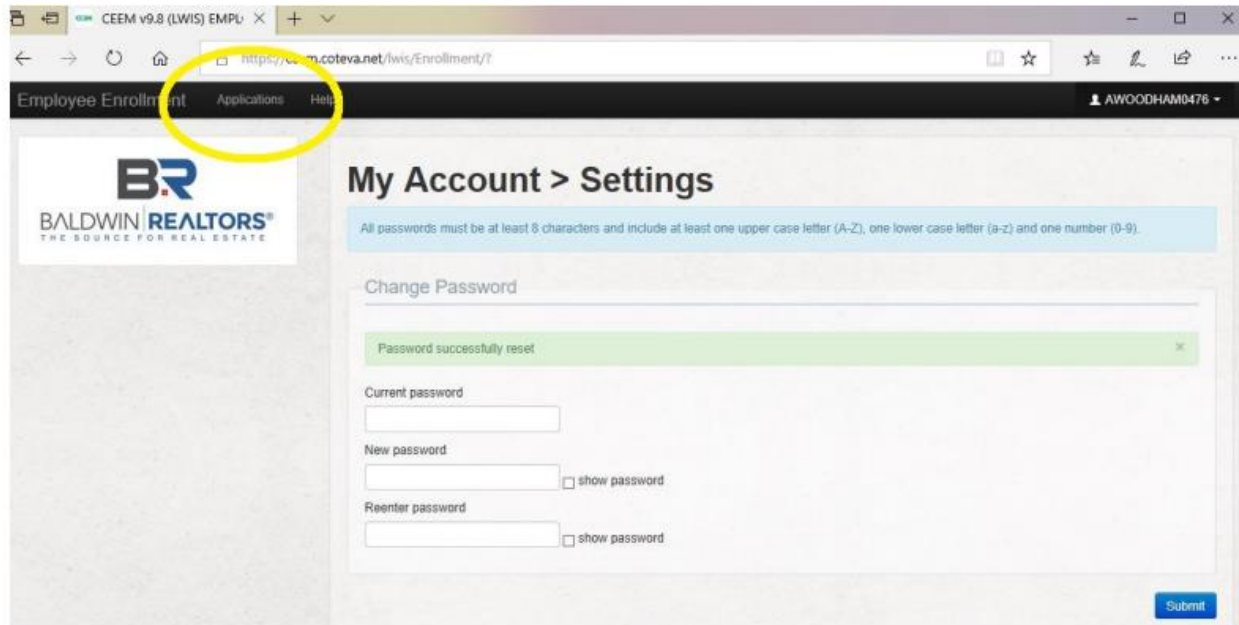 CEEM v9.8 (LWIS) EMPL
coteva.net/lwis/Enrollment/?
Employee Enrollment Applications Help AWOODHAM0476
BR
BALDWIN REALTORS®
THE SOURCE FOR REAL ESTATE
My Account > Settings
All passwords must be at least 8 characters and include at least one upper case letter (A-Z), one lower case letter (a-z) and one number (0-9).
Change Password
Password successfully reset
Current password
New password
show password
Reenter password
show password
Submit